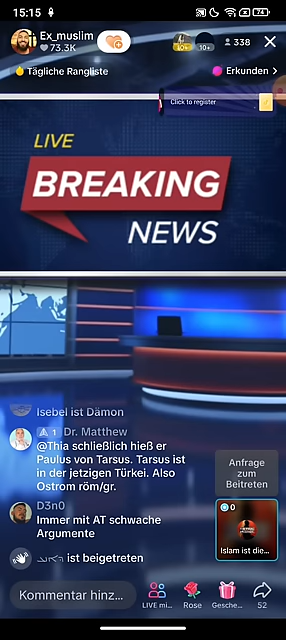 15:15
74
Ex_muslim
73.3K
40+
10+
338
Tägliche Rangliste
Erkunden >
Click to register
LIVE
BREAKING
NEWS
Isebel ist Dämon
1 Dr. Matthew
@Thia schließlich hieß er
Paulus von Tarsus. Tarsus ist
in der jetzigen Türkei. Also
Oström röm/gr.
D3n0
Immer mit AT schwache
Argumente
ist beigetreten
Anfrage
zum
Beitreten
0
Islam ist die...
Kommentar hinz...
LIVE mi...
Rose
Gesche...
52